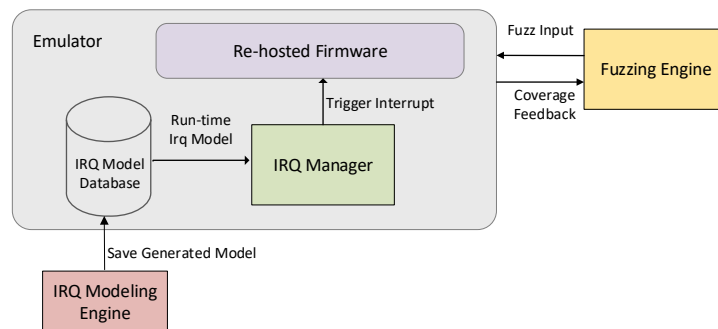 Emulator
Re-hosted Firmware
Fuzz Input
Fuzzing Engine
Coverage
Feedback
Trigger Interrupt
Run-time
Irq Model
IRQ Manager
IRQ Model
Database
Save Generated Model
IRQ Modeling
Engine